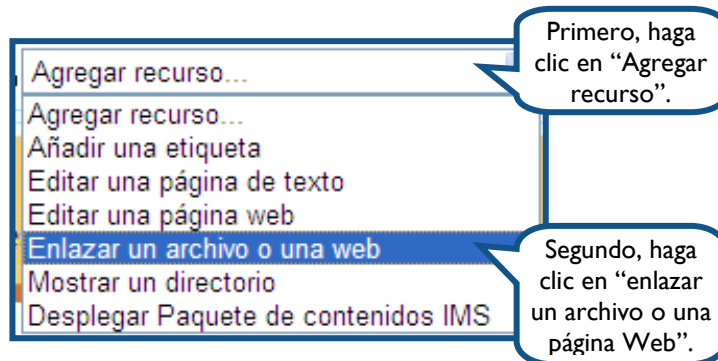 Primero, haga
clic en “Agregar
recurso”.
Agregar recurso...
Agregar recurso...
Añadir una etiqueta
Editar una página de texto
Editar una página web
Enlazar un archivo o una web
Mostrar un directorio
Desplegar Paquete de contenidos IMS
Segundo, haga
clic en “enlazar
un archivo o una
página Web”.